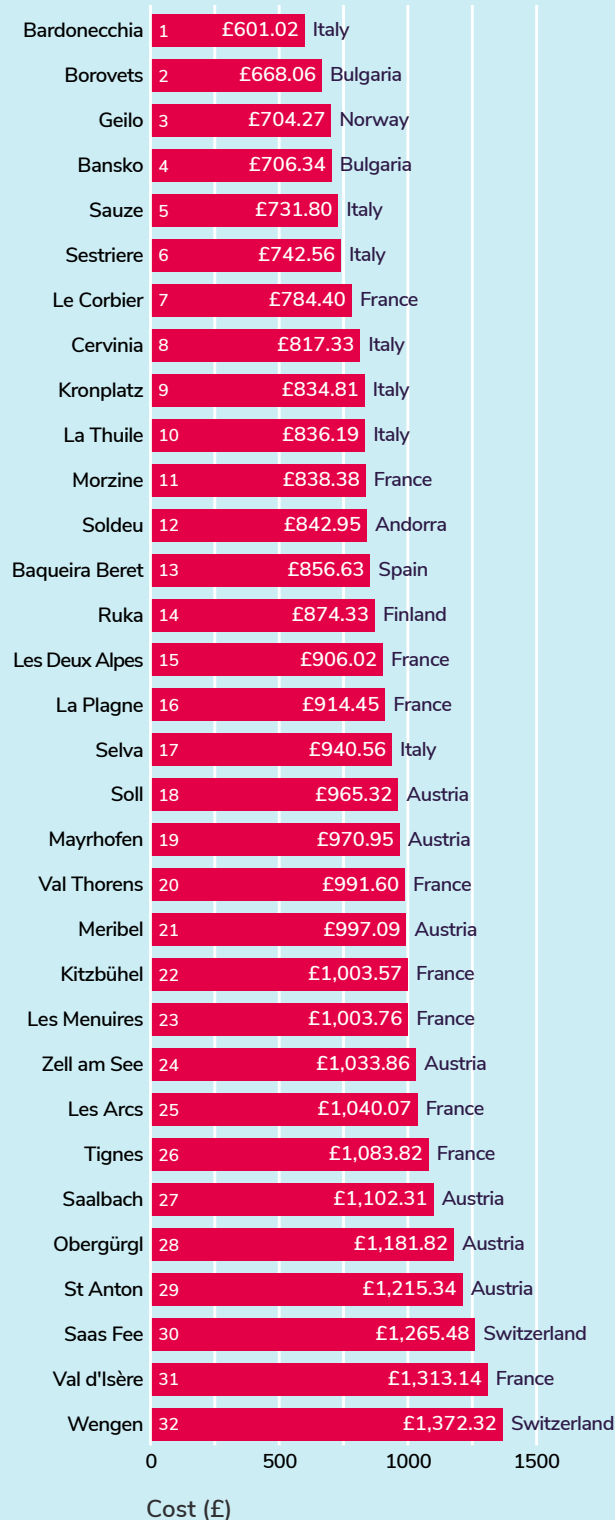 Bardonecchia 1 £601.02 Italy
Borovets 2 £668.06 Bulgaria
Geilo 3 £704.27 Norway
Bansko 4 £706.34 Bulgaria
Sauze 5 £731.80 Italy
Sestriere 6 £742.56 Italy
Le Corbier 7 £784.40 France
Cervinia 8 £817.33 Italy
Kronplatz 9 £834.81 Italy
La Thuile 10 £836.19 Italy
Morzine 11 £838.38 France
Soldeu 12 £842.95 Andorra
Baqueira Beret 13 £856.63 Spain
Ruka 14 £874.33 Finland
Les Deux Alpes 15 £906.02 France
La Plagne 16 £914.45 France
Selva 17 £940.56 Italy
Soll 18 £965.32 Austria
Mayrhofen 19 £970.95 Austria
Val Thorens 20 £991.60 France
Meribel 21 £997.09 Austria
Kitzbühel 22 £1,003.57 France
Les Menuires 23 £1,003.76 France
Zell am See 24 £1,033.86 Austria
Les Arcs 25 £1,040.07 France
Tignes 26 £1,083.82 France
Saalbach 27 £1,102.31 Austria
Obergürgl 28 £1,181.82 Austria
St Anton 29 £1,215.34 Austria
Saas Fee 30 £1,265.48 Switzerland
Val d'Isère 31 £1,313.14 France
Wengen 32 £1,372.32 Switzerland
0 500 1000 1500
Cost (£)